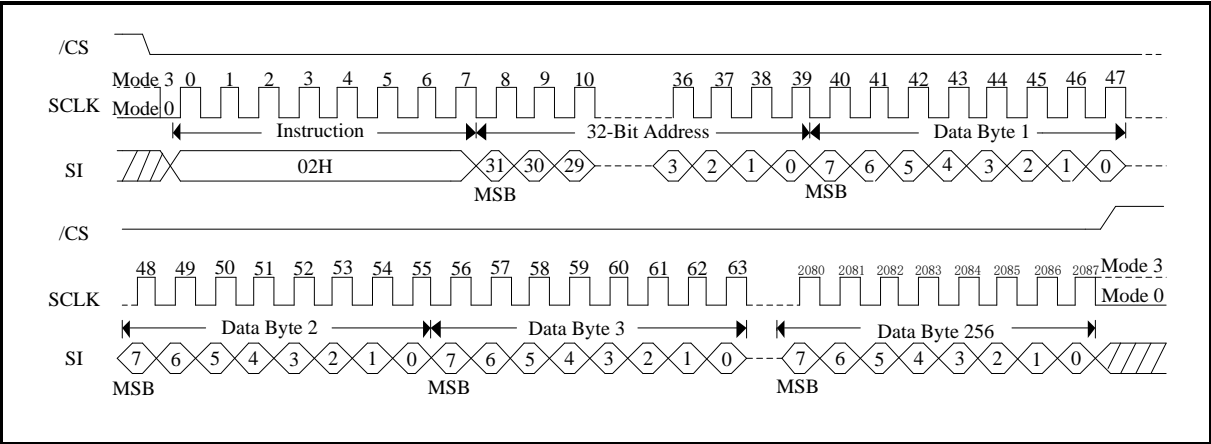 /CS
Mode 3 0 1 2 3 4 5 6 7 8 9 10 36 37 38 39 40 41 42 43 44 45 46 47
SCLK Mode 0
Instruction 32-Bit Address Data Byte 1
SI 02H 31 30 29 3 2 1 0 7 6 5 4 3 2 1 0
MSB MSB
/CS
48 49 50 51 52 53 54 55 56 57 58 59 60 61 62 63 2080 2081 2082 2083 2084 2085 2086 2087 Mode 3
SCLK Mode 0
Data Byte 2 Data Byte 3 Data Byte 256
SI 7 6 5 4 3 2 1 0 7 6 5 4 3 2 1 0 7 6 5 4 3 2 1 0
MSB MSB MSB